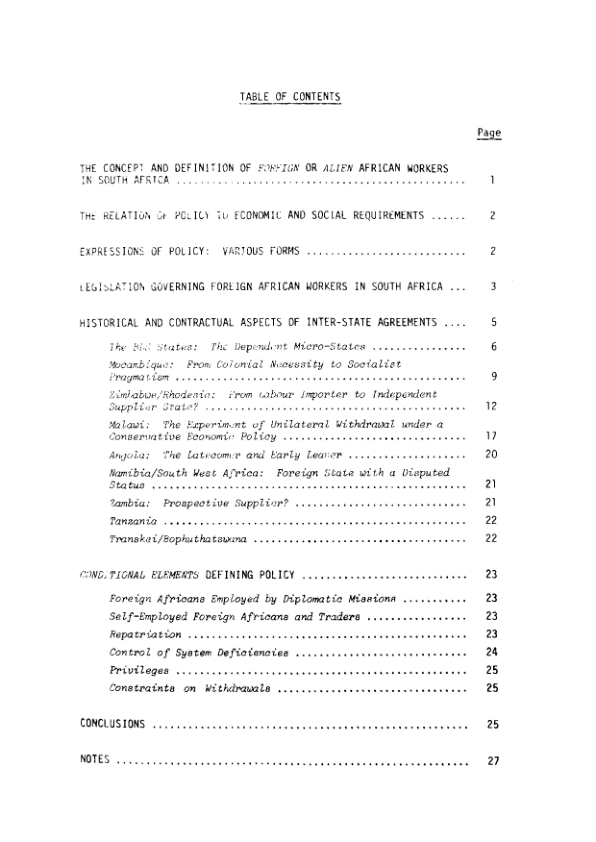 TABLE OF CONTENTS
Page
THE CONCEPT AND DEFINITION OF FOREIGN OR ALIEN AFRICAN WORKERS
IN SOUTH AFRICA ................................................. 1
THE RELATION OF POLICY TO ECONOMIC AND SOCIAL REQUIREMENTS ...... 2
EXPRESSIONS OF POLICY: VARIOUS FORMS ........................... 2
LEGISLATION GOVERNING FOREIGN AFRICAN WORKERS IN SOUTH AFRICA ... 3
HISTORICAL AND CONTRACTUAL ASPECTS OF INTER-STATE AGREEMENTS .... 5
The BLS States: The Dependent Micro-States ................ 6
Mocambique: From Colonial Necessity to Socialist
Pragmatism ................................................. 9
Zimbabwe/Rhodesia: From Labour Importer to Independent
Supplier State? ............................................ 12
Malawi: The Experiment of Unilateral Withdrawal under a
Conservative Economic Policy ............................... 17
Angola: The Latecomer and Early Leaver .................... 20
Namibia/South West Africa: Foreign State with a Disputed
Status ..................................................... 21
Zambia: Prospective Supplier? ............................. 21
Tanzania ................................................... 22
Transkei/Bophuthatswana .................................... 22
CONDITIONAL ELEMENTS DEFINING POLICY ............................ 23
Foreign Africans Employed by Diplomatic Missions ........... 23
Self-Employed Foreign Africans and Traders ................. 23
Repatriation ............................................... 23
Control of System Deficiencies ............................. 24
Privileges ................................................. 25
Constraints on Withdrawals ................................ 25
CONCLUSIONS ..................................................... 25
NOTES ........................................................... 27